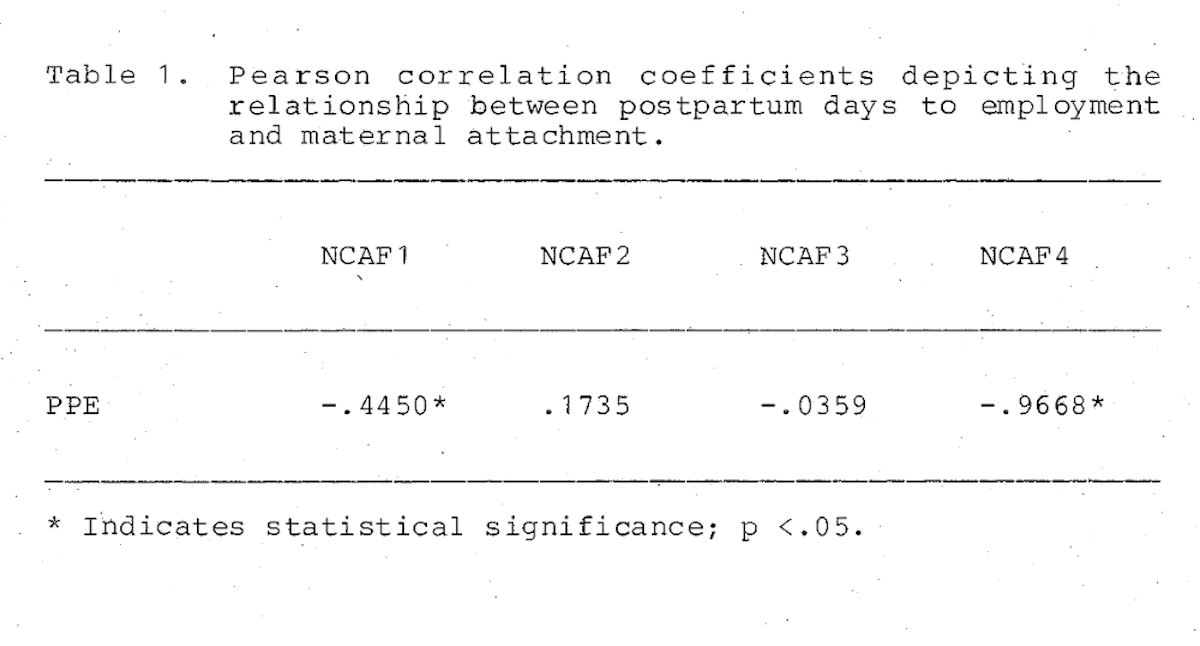 Table 1. Pearson correlation coefficients depicting the
relationship between postpartum days to employment
and maternal attachment.
NCAF1 NCAF2 NCAF3 NCAF4
PPE -.4450* .1735 -.0359 -.9668*
* Indicates statistical significance; p <.05.